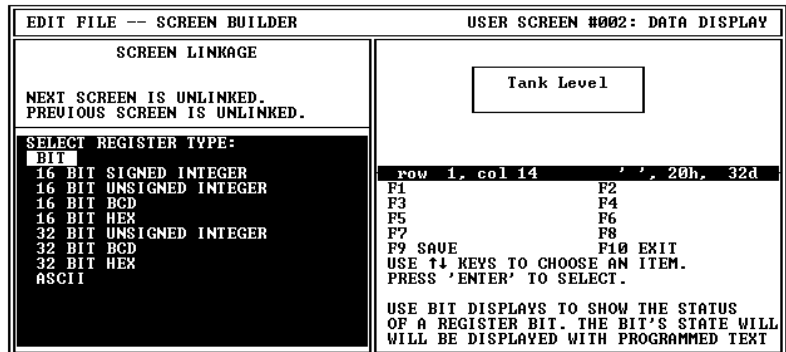 EDIT FILE -- SCREEN BUILDER
USER SCREEN #002: DATA DISPLAY
SCREEN LINKAGE
NEXT SCREEN IS UNLINKED.
PREVIOUS SCREEN IS UNLINKED.
SELECT REGISTER TYPE:
BIT
16 BIT SIGNED INTEGER
16 BIT UNSIGNED INTEGER
16 BIT BCD
16 BIT HEX
32 BIT UNSIGNED INTEGER
32 BIT BCD
32 BIT HEX
ASCII
Tank Level
row 1, col 14 ' ', 20h, 32d
F1 F2
F3 F4
F5 F6
F7 F8
F9 SAVE F10 EXIT
USE ↑↓ KEYS TO CHOOSE AN ITEM.
PRESS 'ENTER' TO SELECT.
USE BIT DISPLAYS TO SHOW THE STATUS
OF A REGISTER BIT. THE BIT'S STATE WILL
WILL BE DISPLAYED WITH PROGRAMMED TEXT